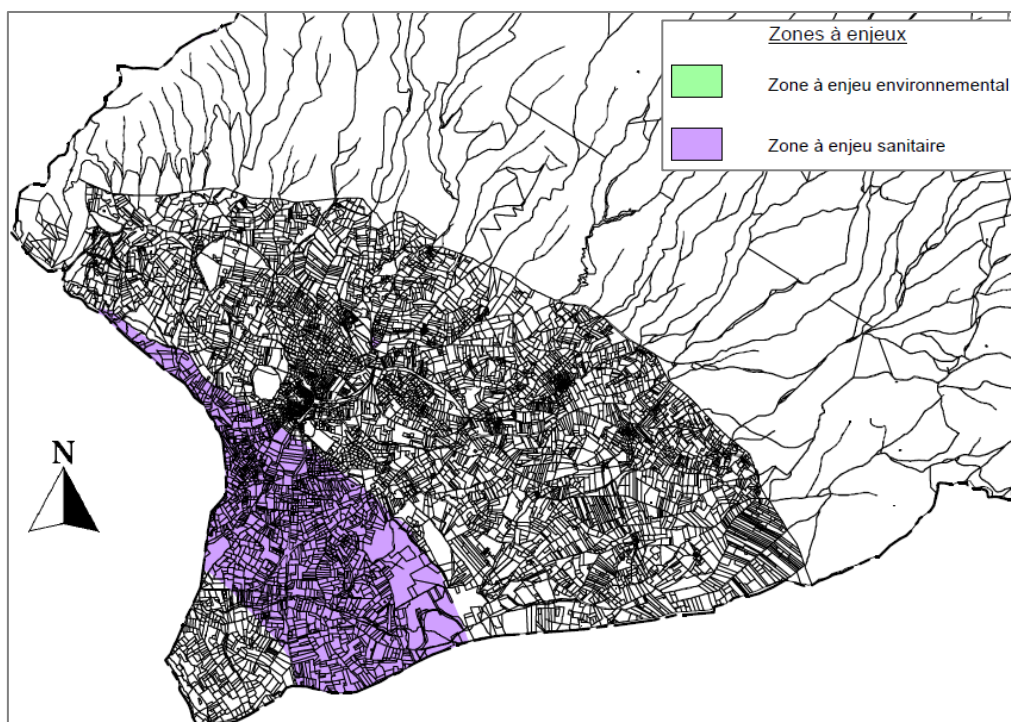 Zones à enjeux
Zone à enjeu environnemental
Zone à enjeu sanitaire
N